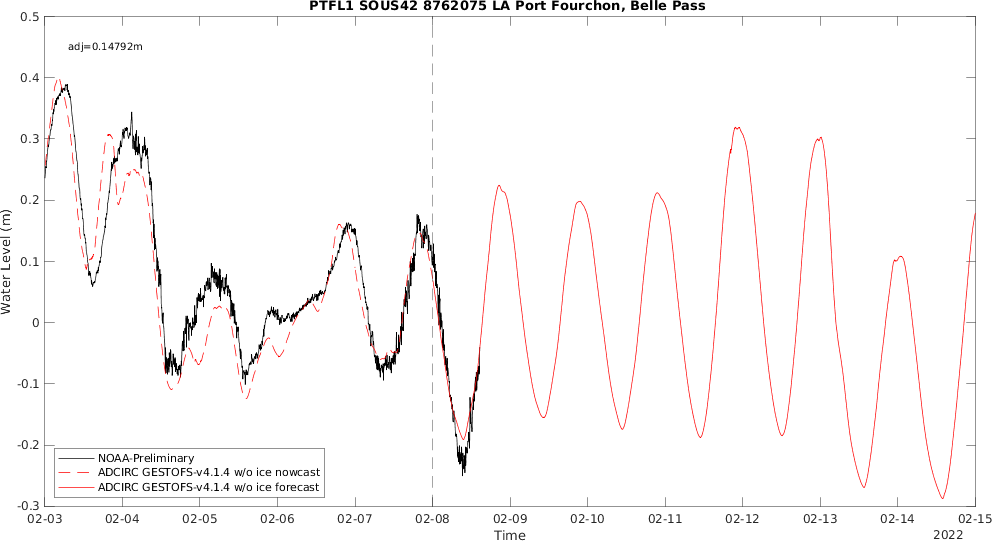 PTFL1 SOUS42 8762075 LA Port Fourchon, Belle Pass
adj=0.14792m
0.5
0.4
0.3
0.2
0.1
0
-0.1
-0.2
-0.3
Water Level (m)
NOAA-Preliminary
ADCIRC GESTOFS-v4.1.4 w/o ice nowcast
ADCIRC GESTOFS-v4.1.4 w/o ice forecast
02-03 02-04 02-05 02-06 02-07 02-08 02-09 02-10 02-11 02-12 02-13 02-14 02-15
Time
2022